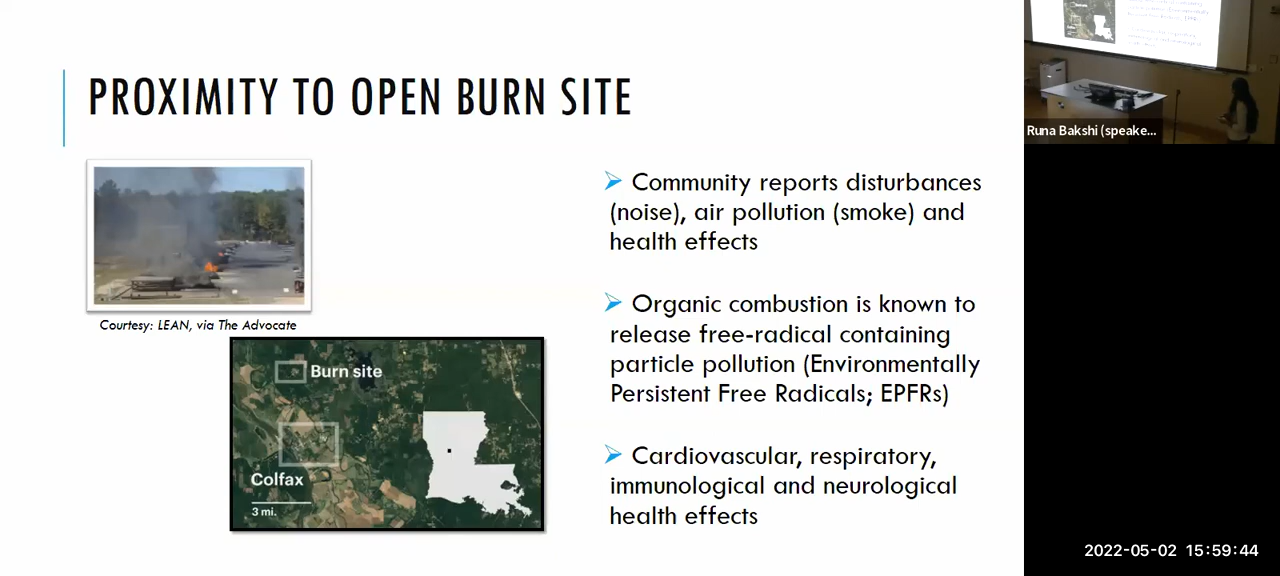 PROXIMITY TO OPEN BURN SITE
Courtesy: LEAN, via The Advocate
Burn site
Colfax
3 mi.
➢ Community reports disturbances
(noise), air pollution (smoke) and
health effects
➢ Organic combustion is known to
release free-radical containing
particle pollution (Environmentally
Persistent Free Radicals; EPFRs)
➢ Cardiovascular, respiratory,
immunological and neurological
health effects
Runa Bakshi (speake...
2022-05-02 15:59:44